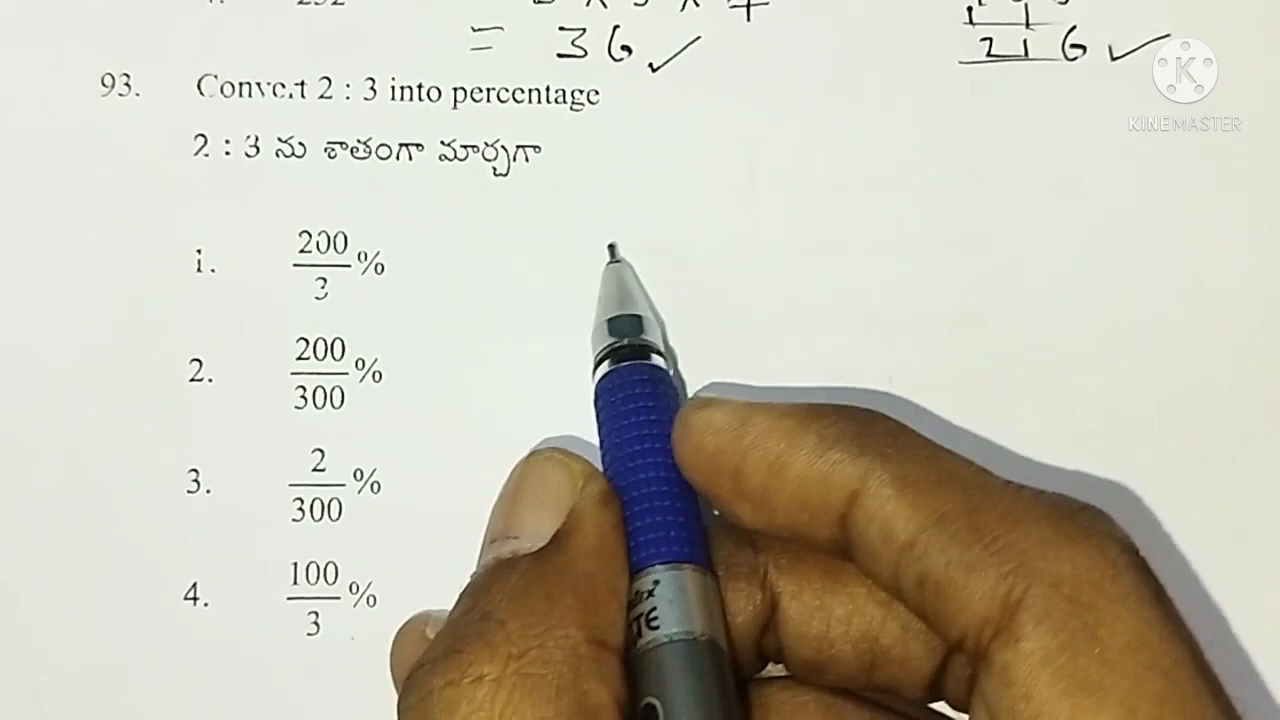 = 36 ✓
216 ✓
KINEMASTER
93. Convert 2 : 3 into percentage
2 : 3 ను శాతంగా మార్చగా
1. 200/3 %
2. 200/300 %
3. 2/300 %
4. 100/3 %